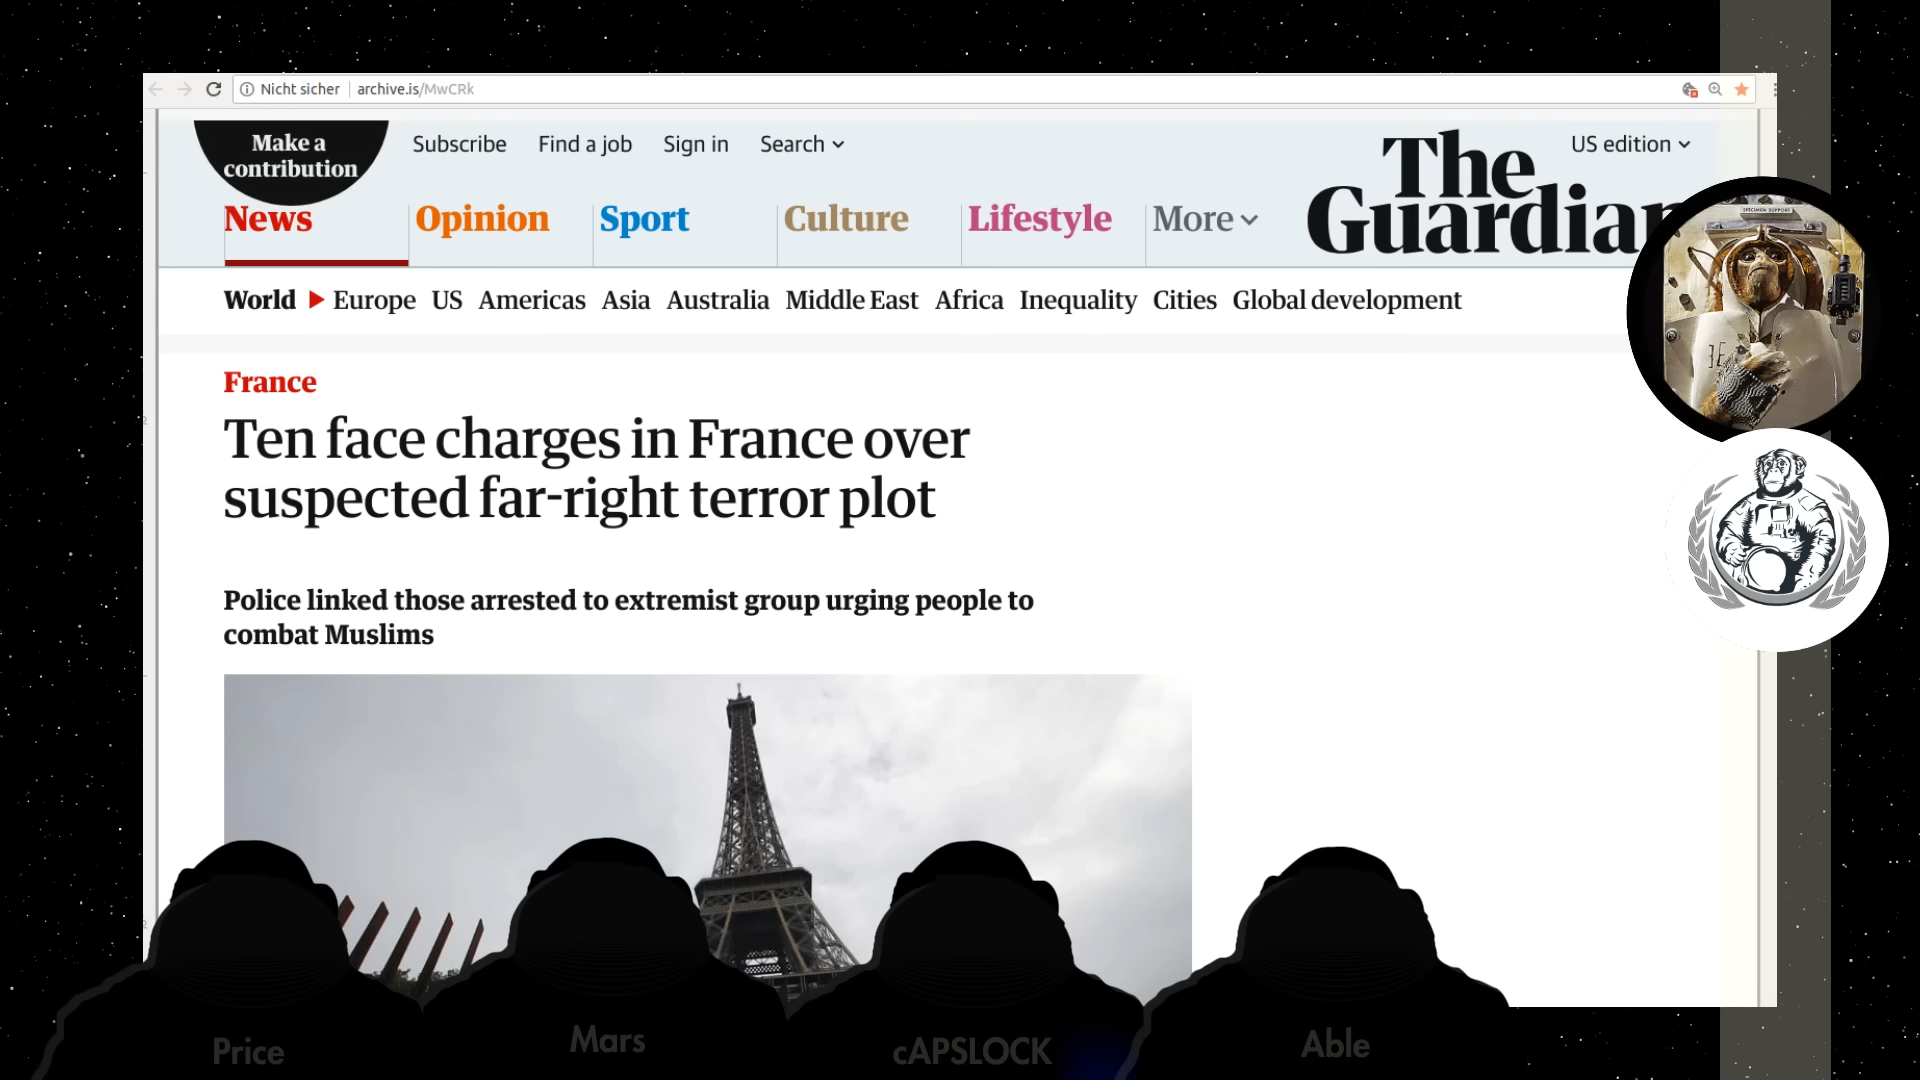 Nicht sicher archive.is/MwCRk
Make a
contribution
Subscribe Find a job Sign in Search
US edition
The
Guardian
News Opinion Sport Culture Lifestyle More
World Europe US Americas Asia Australia Middle East Africa Inequality Cities Global development
SPECIMEN SUPPORT
France
Ten face charges in France over
suspected far-right terror plot
Police linked those arrested to extremist group urging people to
combat Muslims
Price Mars cAPSLOCK Able